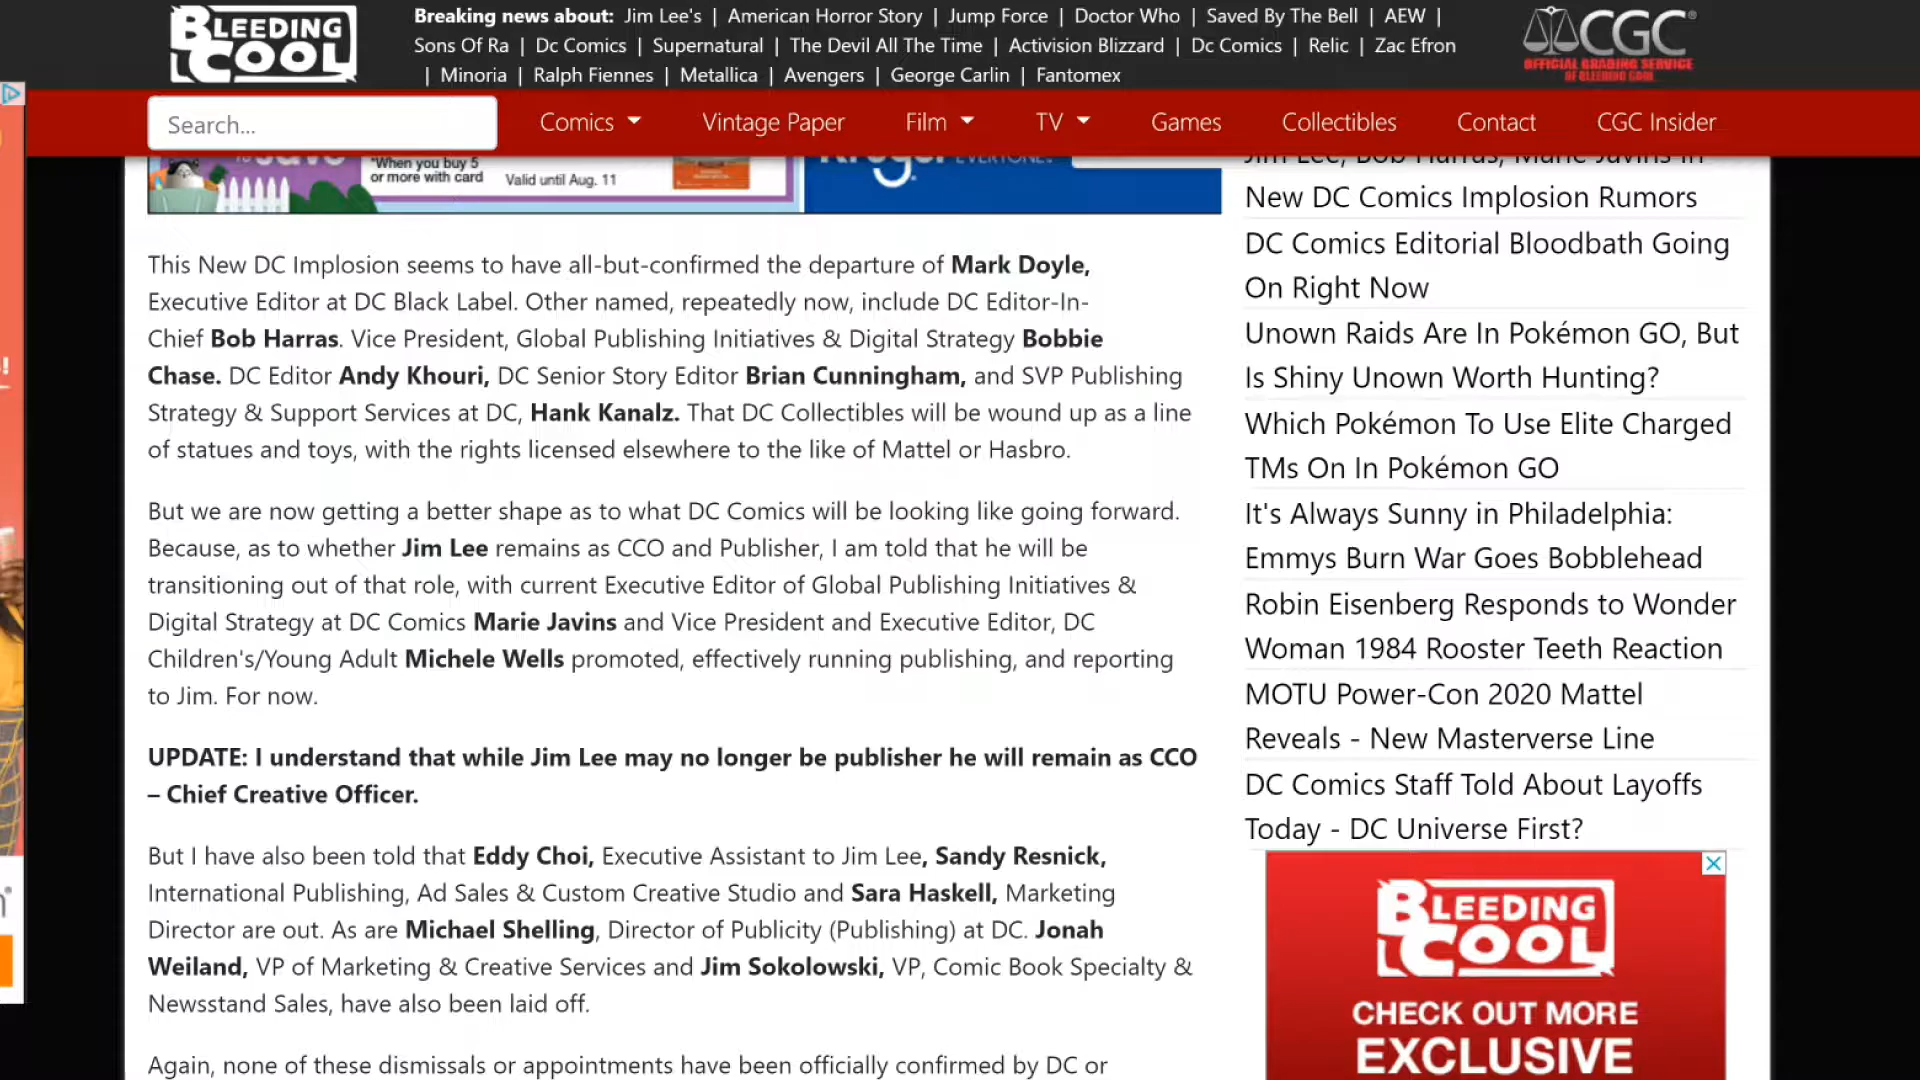 BLEEDING COOL
Breaking news about: Jim Lee's | American Horror Story | Jump Force | Doctor Who | Saved By The Bell | AEW |
Sons Of Ra | Dc Comics | Supernatural | The Devil All The Time | Activision Blizzard | Dc Comics | Relic | Zac Efron
| Minoria | Ralph Fiennes | Metallica | Avengers | George Carlin | Fantomex
CGC
OFFICIAL GRADING SERVICE
OF BLEEDING COOL
Search...
Comics
Vintage Paper
Film
TV
Games
Collectibles
Contact
CGC Insider
*When you buy 5
or more with card
Valid until Aug. 11
This New DC Implosion seems to have all-but-confirmed the departure of Mark Doyle,
Executive Editor at DC Black Label. Other named, repeatedly now, include DC Editor-In-
Chief Bob Harras. Vice President, Global Publishing Initiatives & Digital Strategy Bobbie
Chase. DC Editor Andy Khouri, DC Senior Story Editor Brian Cunningham, and SVP Publishing
Strategy & Support Services at DC, Hank Kanalz. That DC Collectibles will be wound up as a line
of statues and toys, with the rights licensed elsewhere to the like of Mattel or Hasbro.
But we are now getting a better shape as to what DC Comics will be looking like going forward.
Because, as to whether Jim Lee remains as CCO and Publisher, I am told that he will be
transitioning out of that role, with current Executive Editor of Global Publishing Initiatives &
Digital Strategy at DC Comics Marie Javins and Vice President and Executive Editor, DC
Children's/Young Adult Michele Wells promoted, effectively running publishing, and reporting
to Jim. For now.
UPDATE: I understand that while Jim Lee may no longer be publisher he will remain as CCO
– Chief Creative Officer.
But I have also been told that Eddy Choi, Executive Assistant to Jim Lee, Sandy Resnick,
International Publishing, Ad Sales & Custom Creative Studio and Sara Haskell, Marketing
Director are out. As are Michael Shelling, Director of Publicity (Publishing) at DC. Jonah
Weiland, VP of Marketing & Creative Services and Jim Sokolowski, VP, Comic Book Specialty &
Newsstand Sales, have also been laid off.
Again, none of these dismissals or appointments have been officially confirmed by DC or
Jim Lee, Bob Harras, Marie Javins in
New DC Comics Implosion Rumors
DC Comics Editorial Bloodbath Going
On Right Now
Unown Raids Are In Pokémon GO, But
Is Shiny Unown Worth Hunting?
Which Pokémon To Use Elite Charged
TMs On In Pokémon GO
It's Always Sunny in Philadelphia:
Emmys Burn War Goes Bobblehead
Robin Eisenberg Responds to Wonder
Woman 1984 Rooster Teeth Reaction
MOTU Power-Con 2020 Mattel
Reveals - New Masterverse Line
DC Comics Staff Told About Layoffs
Today - DC Universe First?
BLEEDING COOL
CHECK OUT MORE
EXCLUSIVE